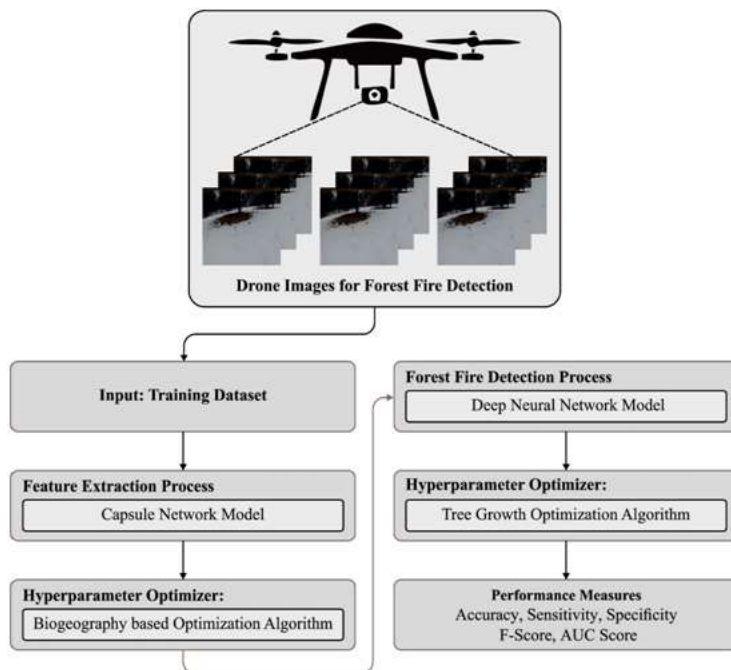 Drone Images for Forest Fire Detection
Input: Training Dataset
Feature Extraction Process
Capsule Network Model
Hyperparameter Optimizer:
Biogeography based Optimization Algorithm
Forest Fire Detection Process
Deep Neural Network Model
Hyperparameter Optimizer:
Tree Growth Optimization Algorithm
Performance Measures
Accuracy, Sensitivity, Specificity
F-Score, AUC Score